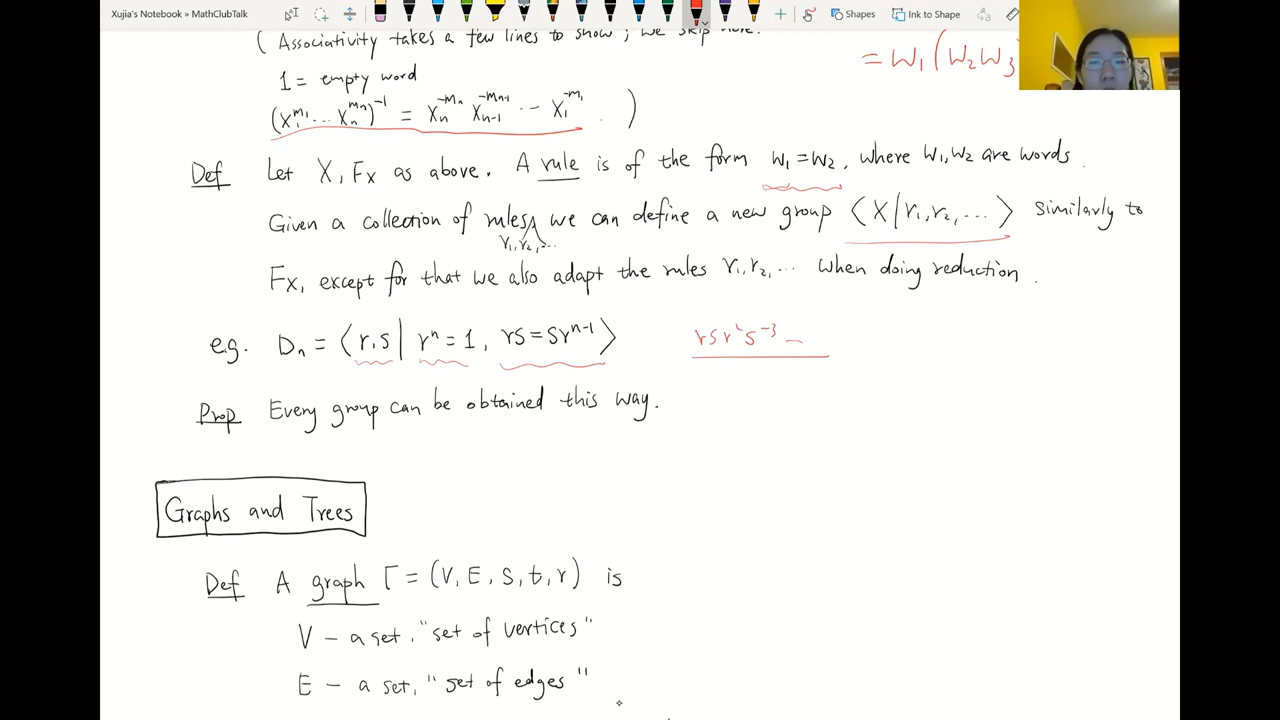 Xujia's Notebook » MathClubTalk
Shapes
Ink to Shape
( Associativity takes a few lines to show ; we skip here.
= W₁(W₂W₃
1 = empty word
(X₁^m₁ ... Xₙ^mₙ)^-1 = Xₙ^-mₙ Xₙ₋₁^-mₙ₋₁ ... X₁^-m₁ . )
Def Let X, Fx as above. A rule is of the form W₁=W₂, where W₁,W₂ are words.
Given a collection of rules r₁,r₂,... we can define a new group ⟨X | r₁,r₂,...⟩ similarly to
Fx, except for that we also adapt the rules r₁,r₂,... when doing reduction.
e.g. Dₙ = ⟨r,s | rⁿ=1, rs=srⁿ⁻¹⟩ rsr²s⁻³ _
Prop Every group can be obtained this way.
Graphs and Trees
Def A graph Γ = (V, E, s, t, r) is
V – a set, "set of vertices"
E – a set, "set of edges"